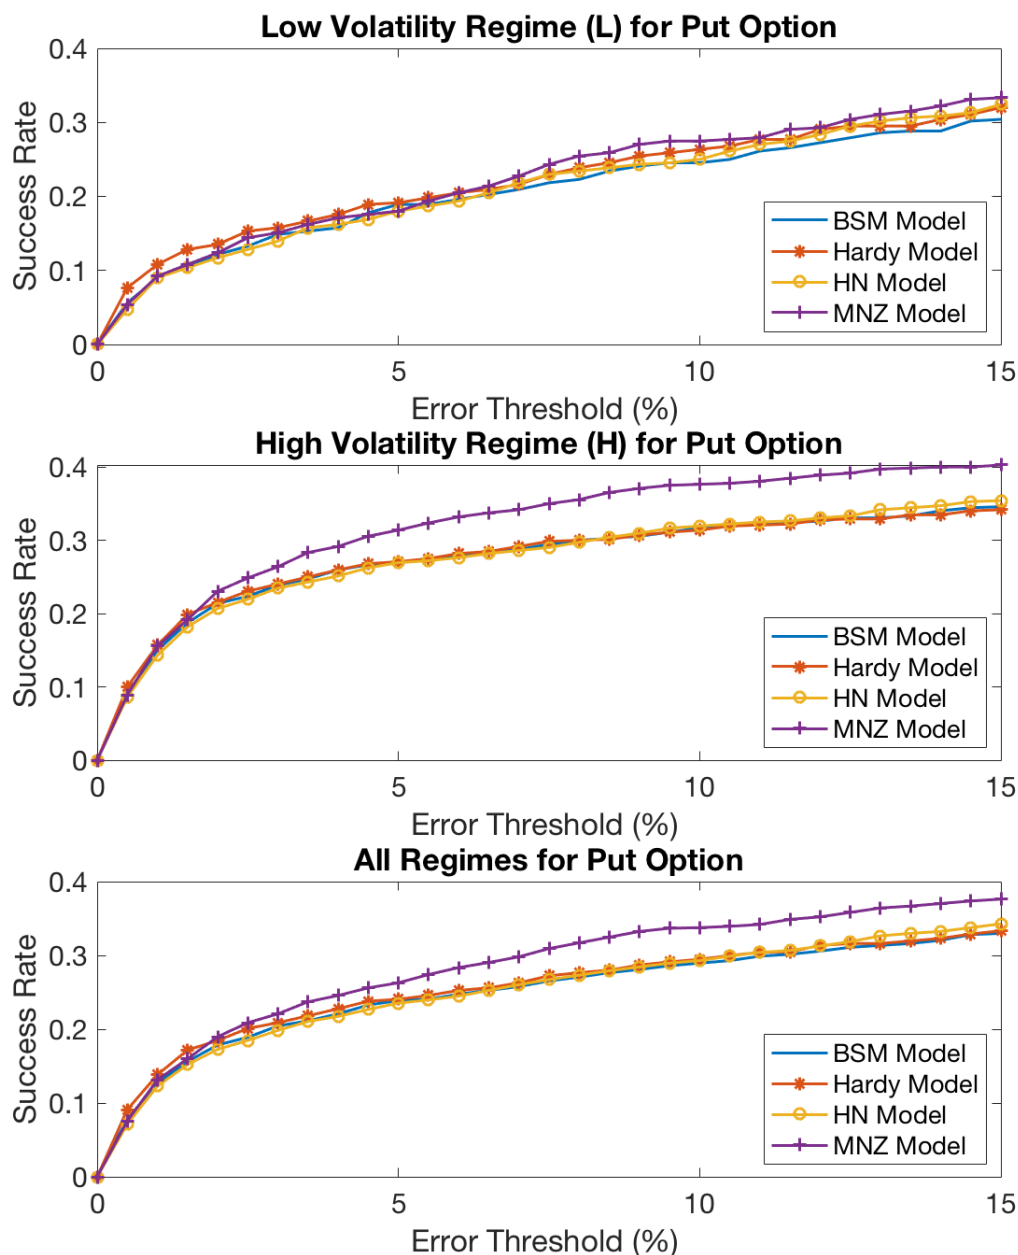 Low Volatility Regime (L) for Put Option
0.4
0.3
0.2
0.1
0
Success Rate
BSM Model
Hardy Model
HN Model
MNZ Model
0 5 10 15
Error Threshold (%)
High Volatility Regime (H) for Put Option
0.4
0.3
0.2
0.1
0
Success Rate
BSM Model
Hardy Model
HN Model
MNZ Model
0 5 10 15
Error Threshold (%)
All Regimes for Put Option
0.4
0.3
0.2
0.1
0
Success Rate
BSM Model
Hardy Model
HN Model
MNZ Model
0 5 10 15
Error Threshold (%)